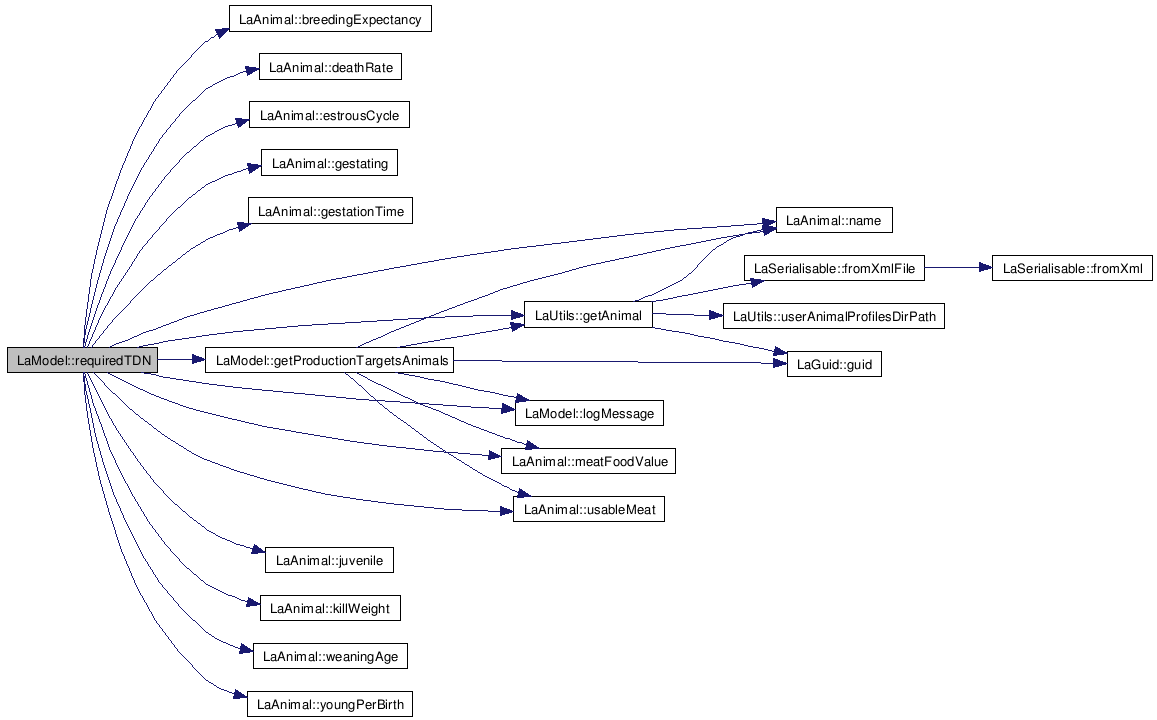 LaAnimal::breedingExpectancy
LaAnimal::deathRate
LaAnimal::estrousCycle
LaAnimal::gestating
LaAnimal::gestationTime
LaAnimal::name
LaSerialisable::fromXmlFile
LaSerialisable::fromXml
LaUtils::getAnimal
LaUtils::userAnimalProfilesDirPath
LaModel::requiredTDN
LaModel::getProductionTargetsAnimals
LaGuid::guid
LaModel::logMessage
LaAnimal::meatFoodValue
LaAnimal::usableMeat
LaAnimal::juvenile
LaAnimal::killWeight
LaAnimal::weaningAge
LaAnimal::youngPerBirth